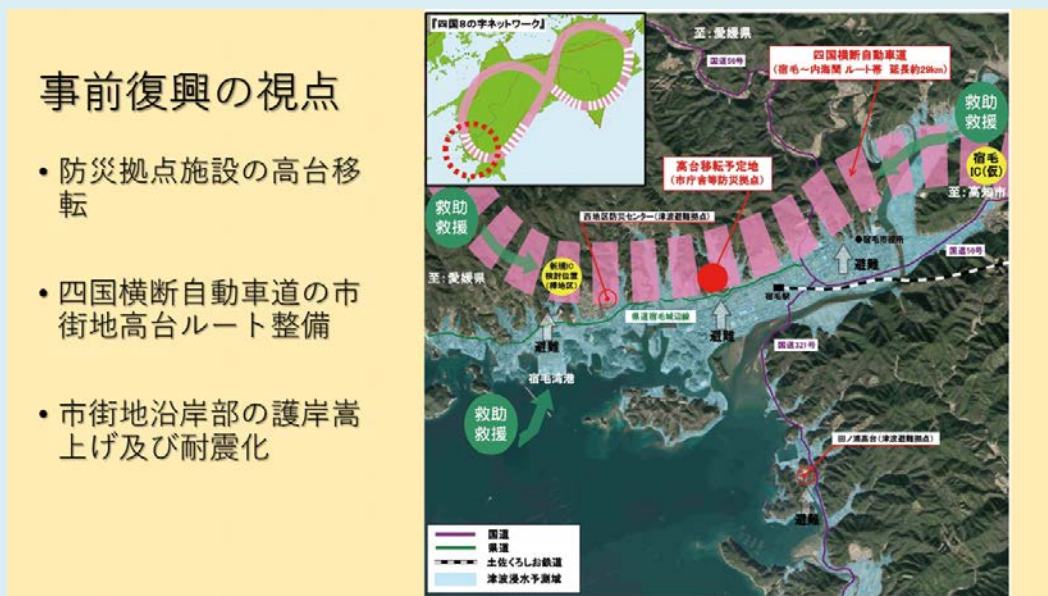 事前復興の視点
• 防災拠点施設の高台移
転
• 四国横断自動車道の市
街地高台ルート整備
• 市街地沿岸部の護岸嵩
上げ及び耐震化
『四国8の字ネットワーク』
至:愛媛県
国道56号
四国横断自動車道
(宿毛～内海間 ルート帯 延長約29km)
救助
救援
宿毛
IC(仮)
至:高知市
高台移転予定地
(市庁舎等防災拠点)
救助
救援
西地区防災センター(津波避難拠点)
●宿毛市役所
国道56号
避難
至:愛媛県
新規IC
検討位置
(樺地区)
宿毛駅
県道宿毛城辺線
避難
避難
国道321号
宿毛湾港
救助
救援
田ノ浦高台(津波避難拠点)
避難
国道
県道
土佐くろしお鉄道
津波浸水予測域